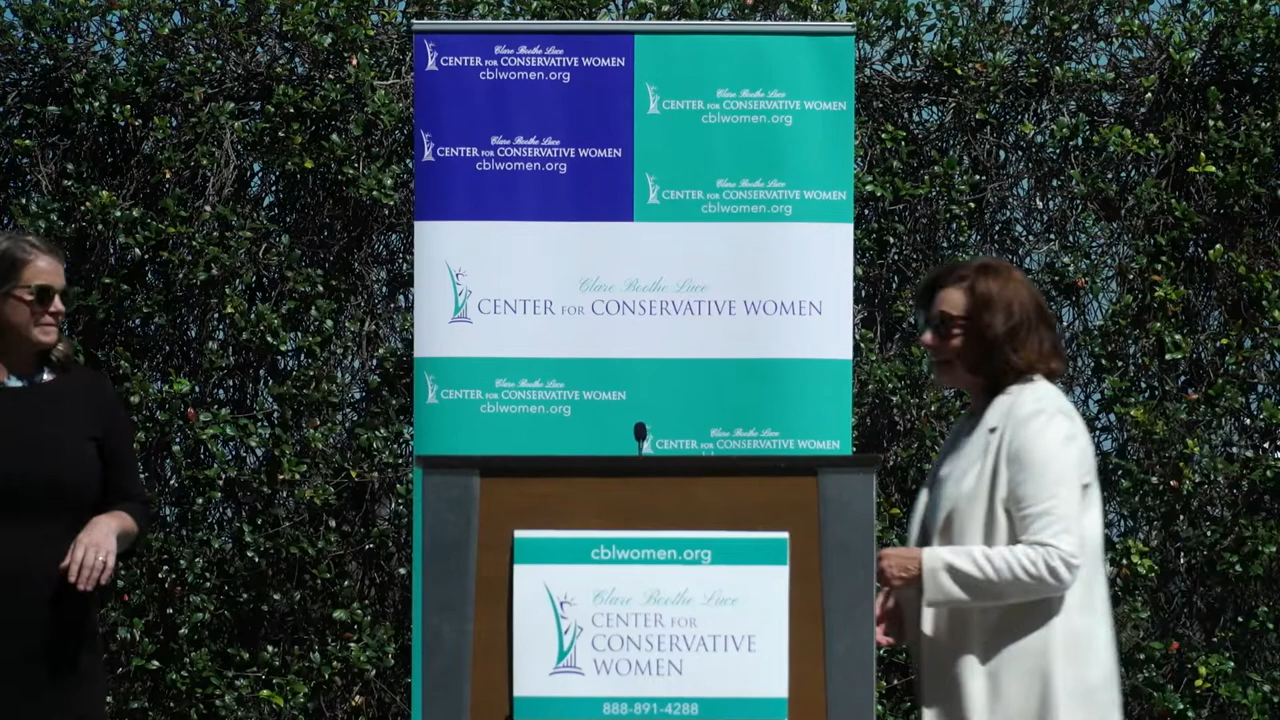 Clare Boothe Luce
CENTER FOR CONSERVATIVE WOMEN
cblwomen.org
Clare Boothe Luce
CENTER FOR CONSERVATIVE WOMEN
cblwomen.org
Clare Boothe Luce
CENTER FOR CONSERVATIVE WOMEN
cblwomen.org
Clare Boothe Luce
CENTER FOR CONSERVATIVE WOMEN
cblwomen.org
Clare Boothe Luce
CENTER FOR CONSERVATIVE WOMEN
Clare Boothe Luce
CENTER FOR CONSERVATIVE WOMEN
cblwomen.org
Clare Boothe Luce
CENTER FOR CONSERVATIVE WOMEN
cblwomen.org
Clare Boothe Luce
CENTER FOR
CONSERVATIVE
WOMEN
888-891-4288